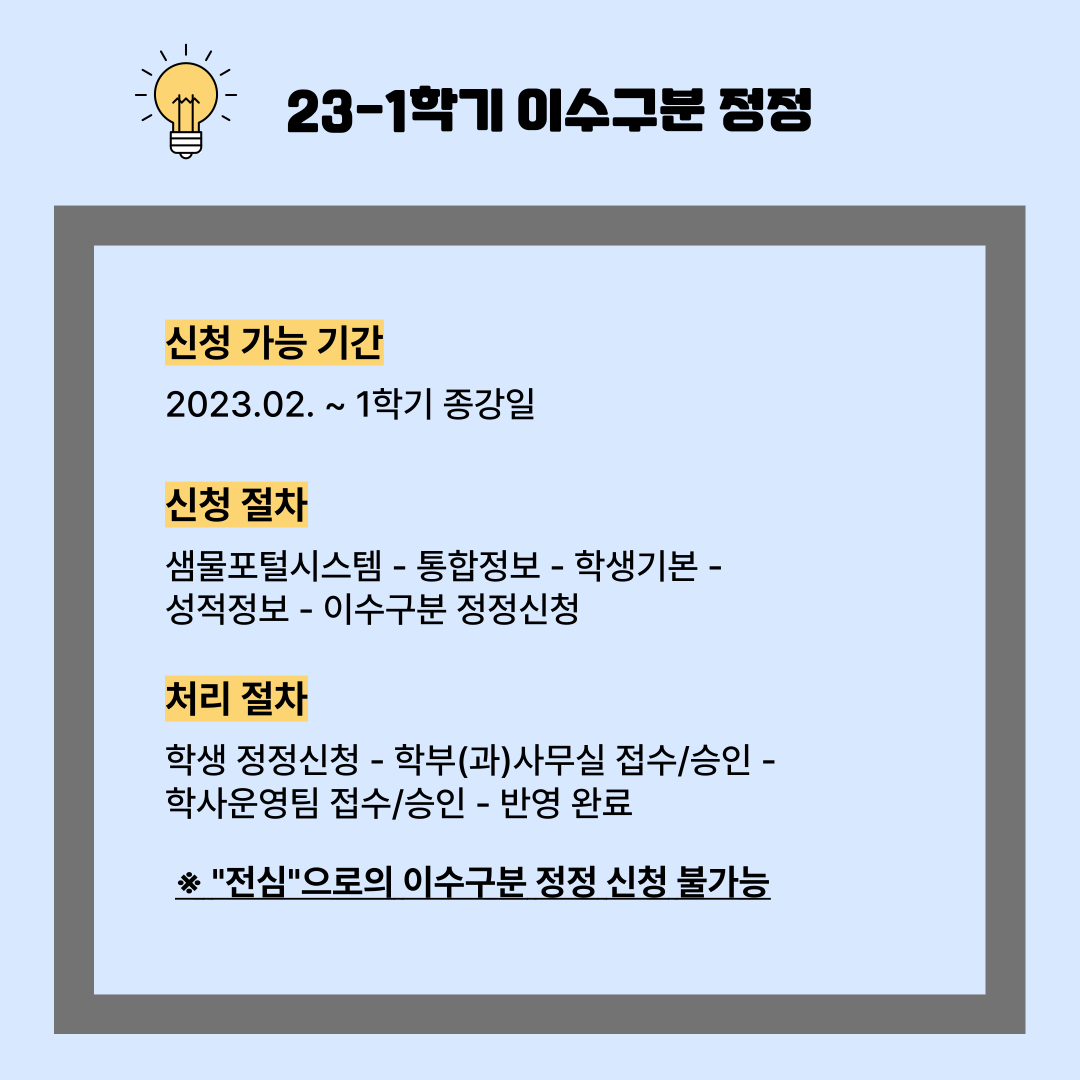 23-1학기 이수구분 정정
신청 가능 기간
2023.02. ~ 1학기 종강일
신청 절차
샘물포털시스템 - 통합정보 - 학생기본 -
성적정보 - 이수구분 정정신청
처리 절차
학생 정정신청 - 학부(과)사무실 접수/승인 -
학사운영팀 접수/승인 - 반영 완료
※ "전심"으로의 이수구분 정정 신청 불가능